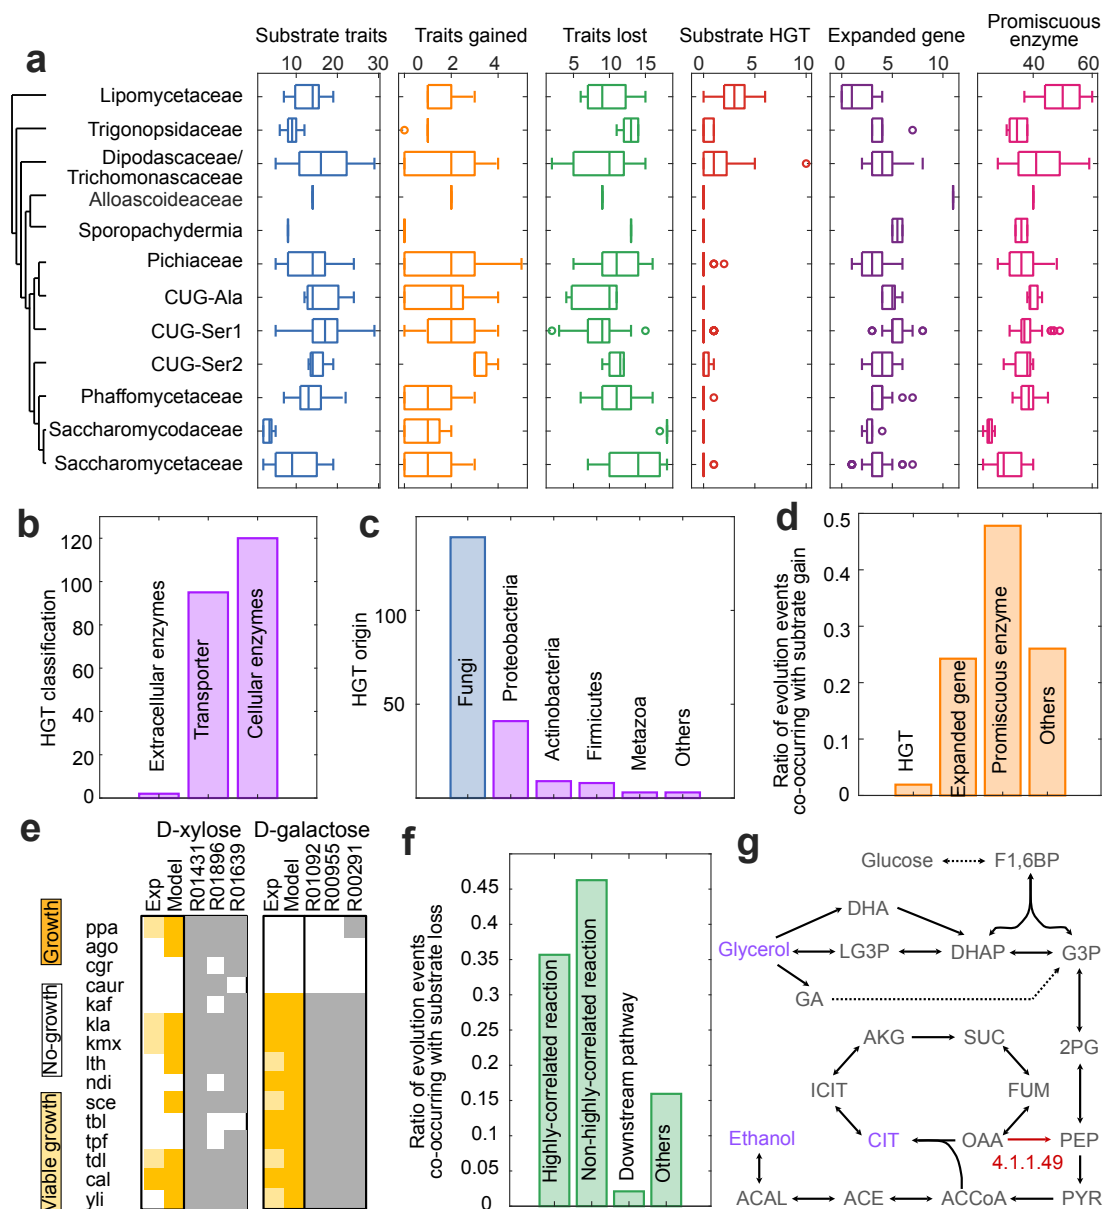 a
Substrate traits
Traits gained
Traits lost
Substrate HGT
Expanded gene
Promiscuous
enzyme
10 20 30
0 2 4
5 10 15
0 5 10
0 5 10
20 40 60
Lipomycetaceae
Trigonopsidaceae
Dipodascaceae/
Trichomonascaceae
Alloascoideaceae
Sporopachydermia
Pichiaceae
CUG-Ala
CUG-Ser1
CUG-Ser2
Phaffomycetaceae
Saccharomycodaceae
Saccharomycetaceae
b
HGT classification
120
100
80
60
40
20
0
Extracellular enzymes
Transporter
Cellular enzymes
c
HGT origin
100
50
Fungi
Proteobacteria
Actinobacteria
Firmicutes
Metazoa
Others
d
Ratio of evolution events
co-occurring with subtrate gain
0.5
0.4
0.3
0.2
0.1
0
HGT
Expanded gene
Promiscuous enzyme
Others
e
D-xylose
D-galactose
Exp
Model
R01431
R01896
R01639
Exp
Model
R01092
R00955
R00291
Growth
No-growth
Viable growth
ppa
ago
cgr
caur
kaf
kla
kmx
lth
ndi
sce
tbl
tpf
tdl
cal
yli
f
Ratio of evolution events
co-occurring with substrate loss
0.45
0.4
0.35
0.3
0.25
0.2
0.15
0.1
0.05
0
Highly-correlated reaction
Non-highly-correlated reaction
Downstream pathway
Others
g
Glucose
F1,6BP
DHA
Glycerol
LG3P
DHAP
G3P
GA
AKG
SUC
2PG
ICIT
FUM
Ethanol
CIT
OAA
PEP
4.1.1.49
ACAL
ACE
ACCoA
PYR